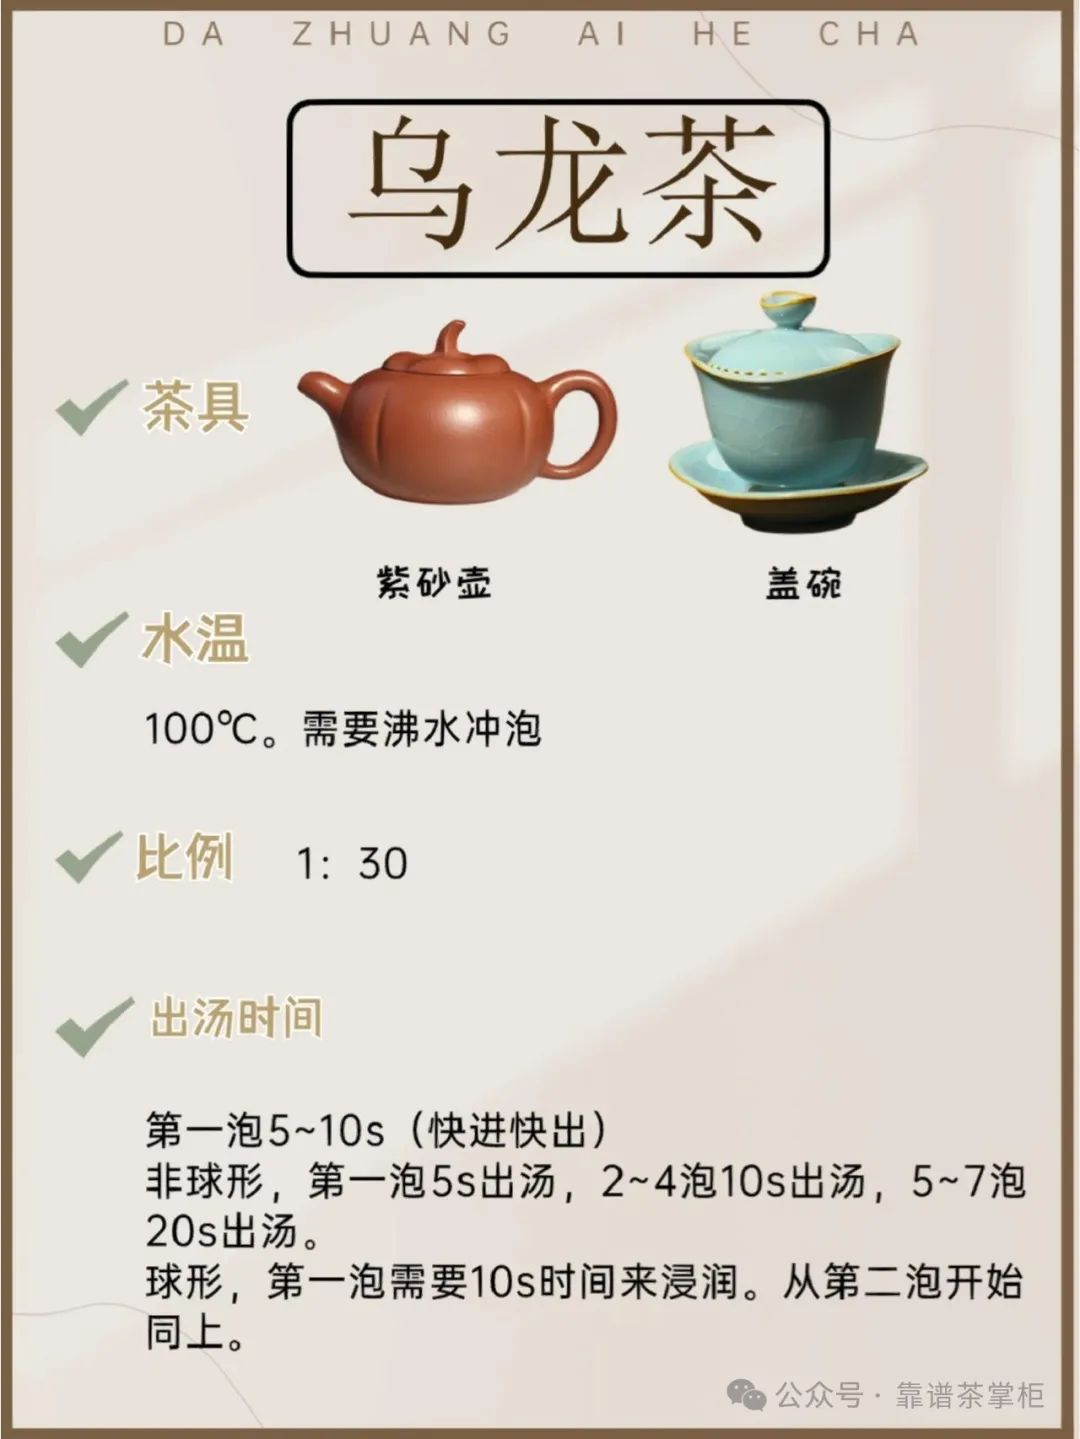 DA ZHUANG AI HE CHA
乌龙茶
茶具
紫砂壶
盖碗
水温
100℃。需要沸水冲泡
比例
1：30
出汤时间
第一泡5~10s（快进快出）
非球形，第一泡5s出汤，2~4泡10s出汤，5~7泡
20s出汤。
球形，第一泡需要10s时间来浸润。从第二泡开始
同上。
公众号·靠谱茶掌柜